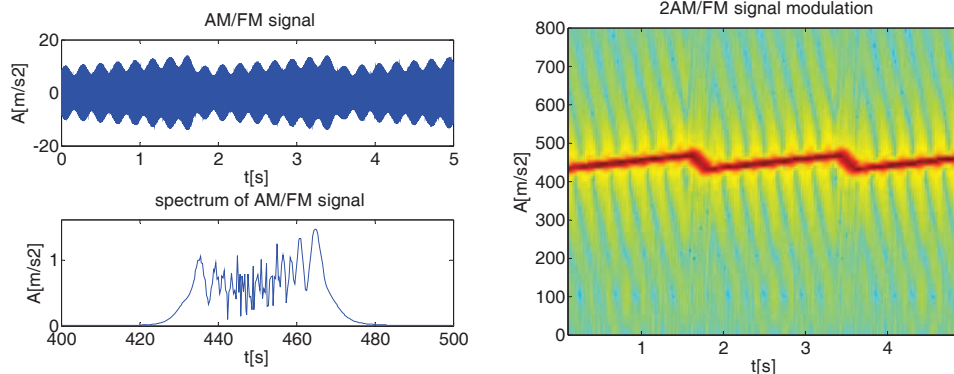 AM/FM signal
20
0
-20
A[m/s2]
0 1 2 3 4 5
t[s]
spectrum of AM/FM signal
1
0
A[m/s2]
400 420 440 460 480 500
t[s]
2AM/FM signal modulation
800
700
600
500
400
300
200
100
0
A[m/s2]
1 2 3 4
t[s]